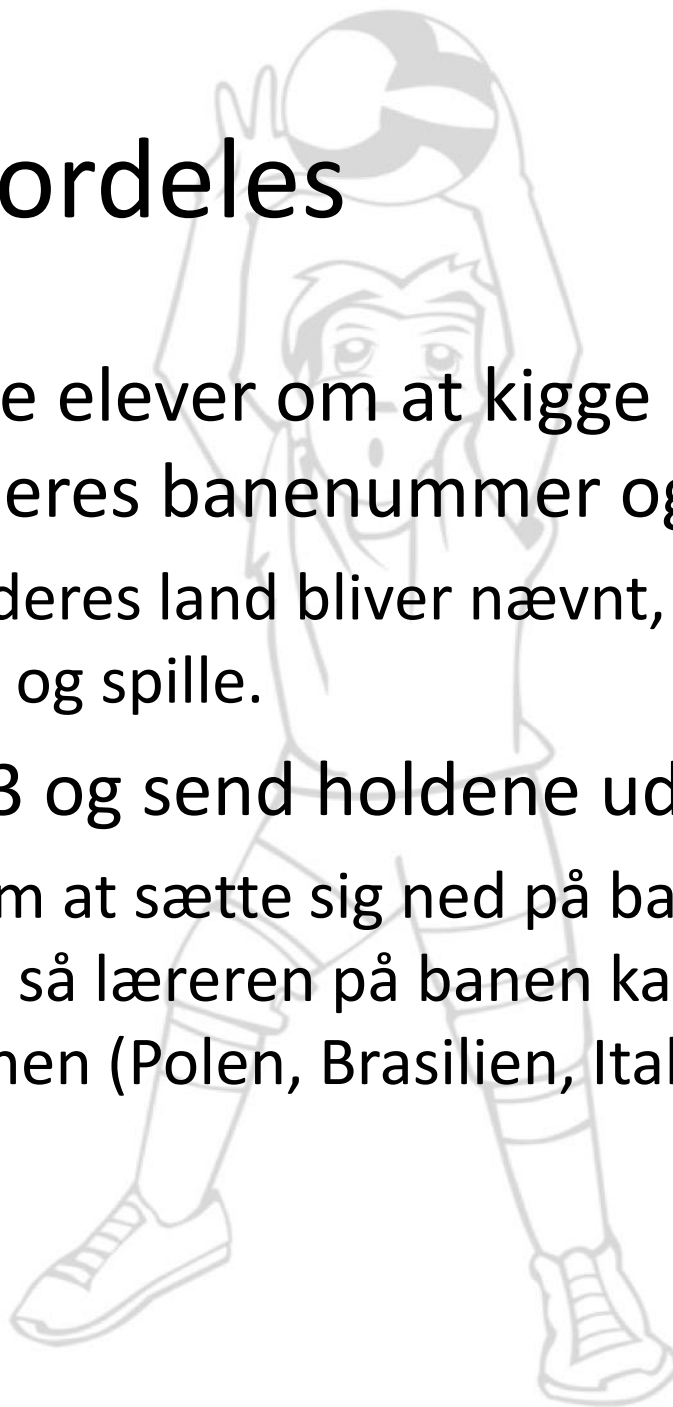 ordeles
e elever om at kigge
eres banenummer og
deres land bliver nævnt,
og spille.
3 og send holdene ud
m at sætte sig ned på ba
så læreren på banen ka
nen (Polen, Brasilien, Ital